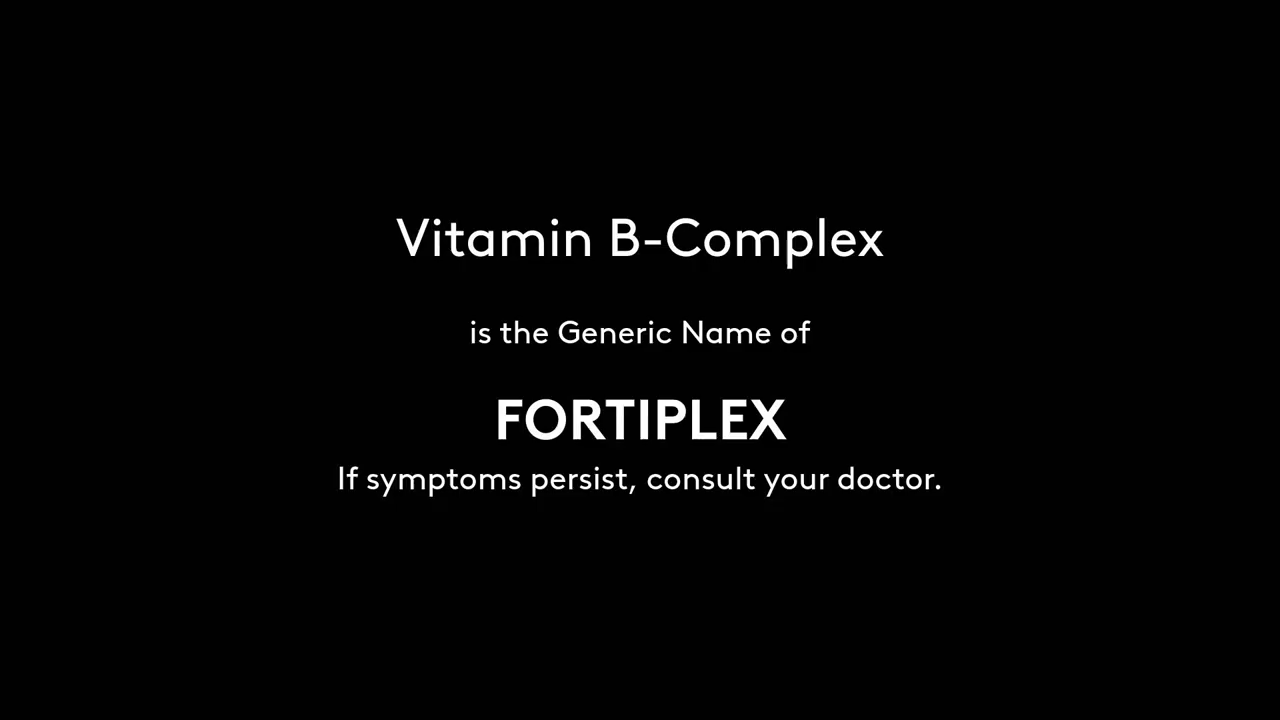 Vitamin B-Complex
is the Generic Name of
FORTIPLEX
If symptoms persist, consult your doctor.